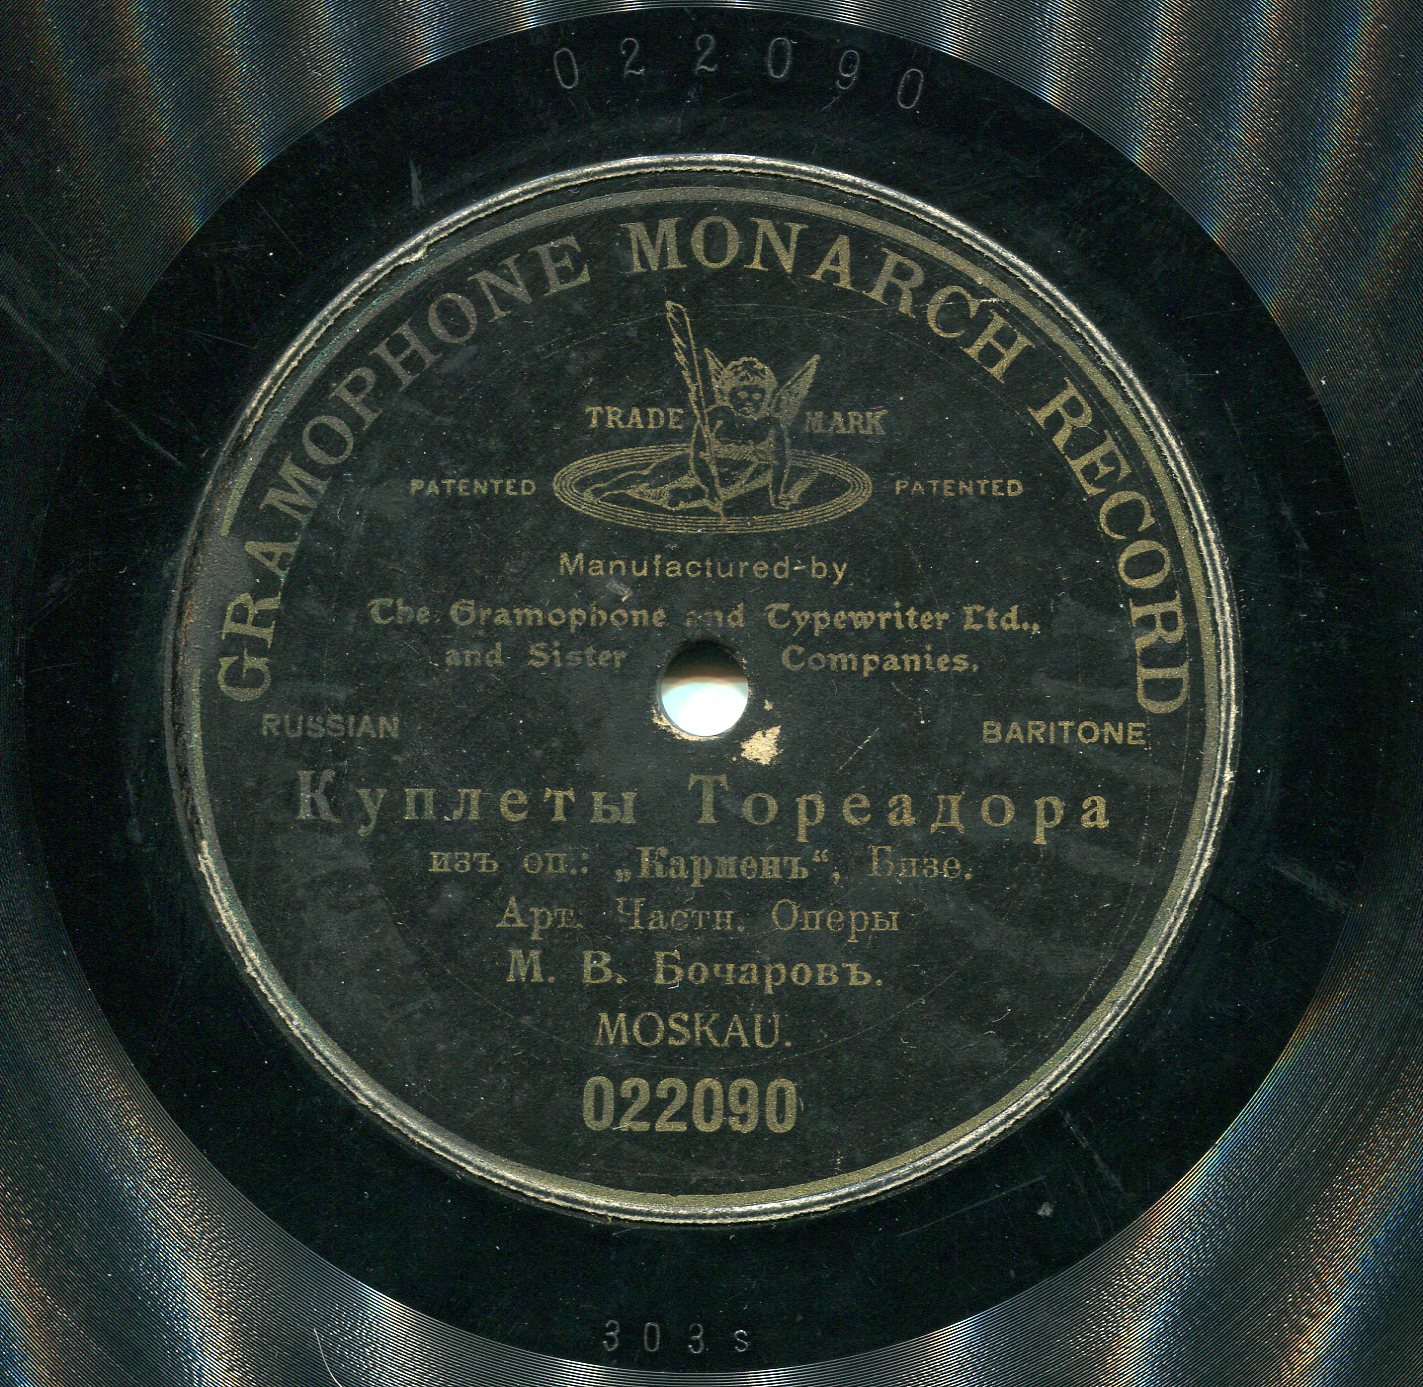 022090
GRAMOPHONE MONARCH RECORD
TRADE MARK
PATENTED PATENTED
Manufactured-by
The Gramophone and Typewriter Ltd.,
and Sister Companies.
RUSSIAN BARITONE
Куплеты Тореадора
изъ оп.: „Карменъ“, Бизе.
Арт. Частн. Оперы
М. В. Бочаровъ.
MOSKAU.
022090
303s